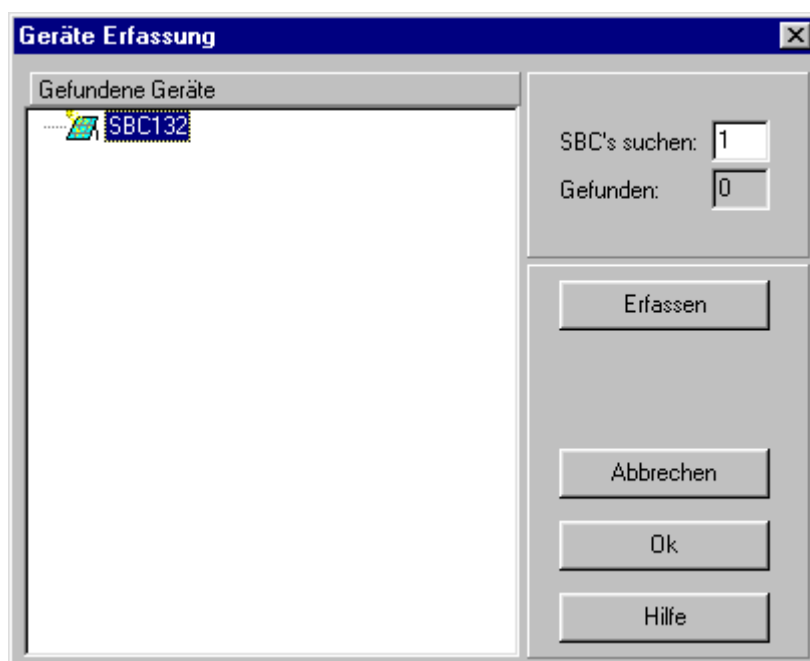 Geräte Erfassung
Gefundene Geräte
SBC132
SBC's suchen: 1
Gefunden: 0
Erfassen
Abbrechen
Ok
Hilfe